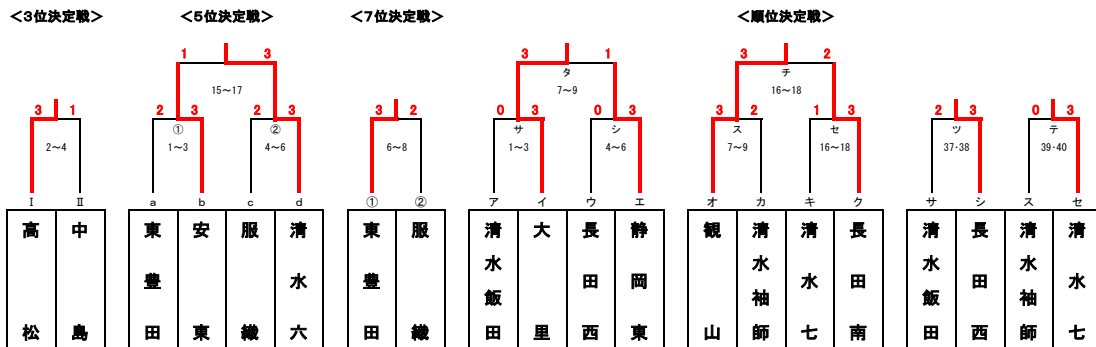 <3位決定戦> <5位決定戦> <7位決定戦> <順位決定戦>
1 3 3 1 3 2
タ チ
15～17 7～9 16～18
3 1 2 3 2 3 3 2 0 3 0 3 3 2 1 3 2 3 0 3
① ② サ シ ス セ ツ テ
2～4 1～3 4～6 6～8 1～3 4～6 7～9 16～18 37・38 39・40
Ⅰ Ⅱ a b c d ① ② ア イ ウ エ オ カ キ ク サ シ ス セ
高松
中島
東豊田
安東
服織
清水六
東豊田
服織
清水飯田
大里
長田西
静岡東
観山
清水袖師
清水七
長田南
清水飯田
長田西
清水袖師
清水七